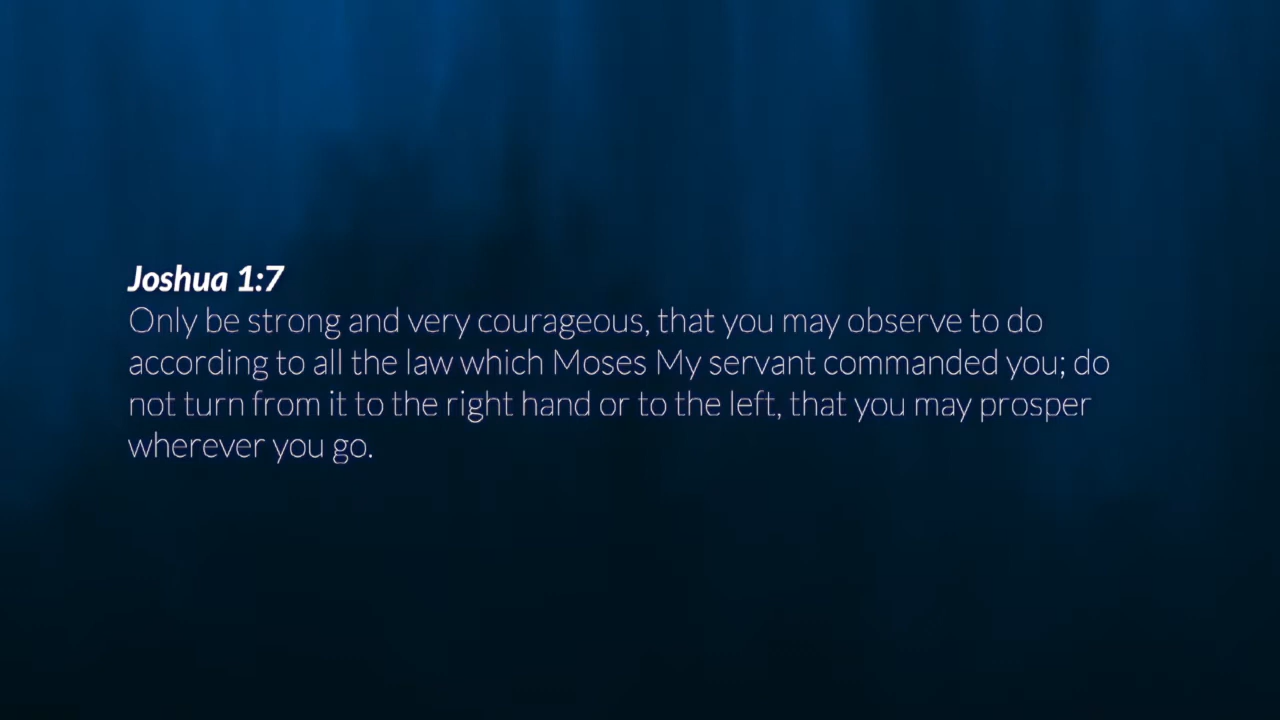 Joshua 1:7
Only be strong and very courageous, that you may observe to do
according to all the law which Moses My servant commanded you; do
not turn from it to the right hand or to the left, that you may prosper
wherever you go.